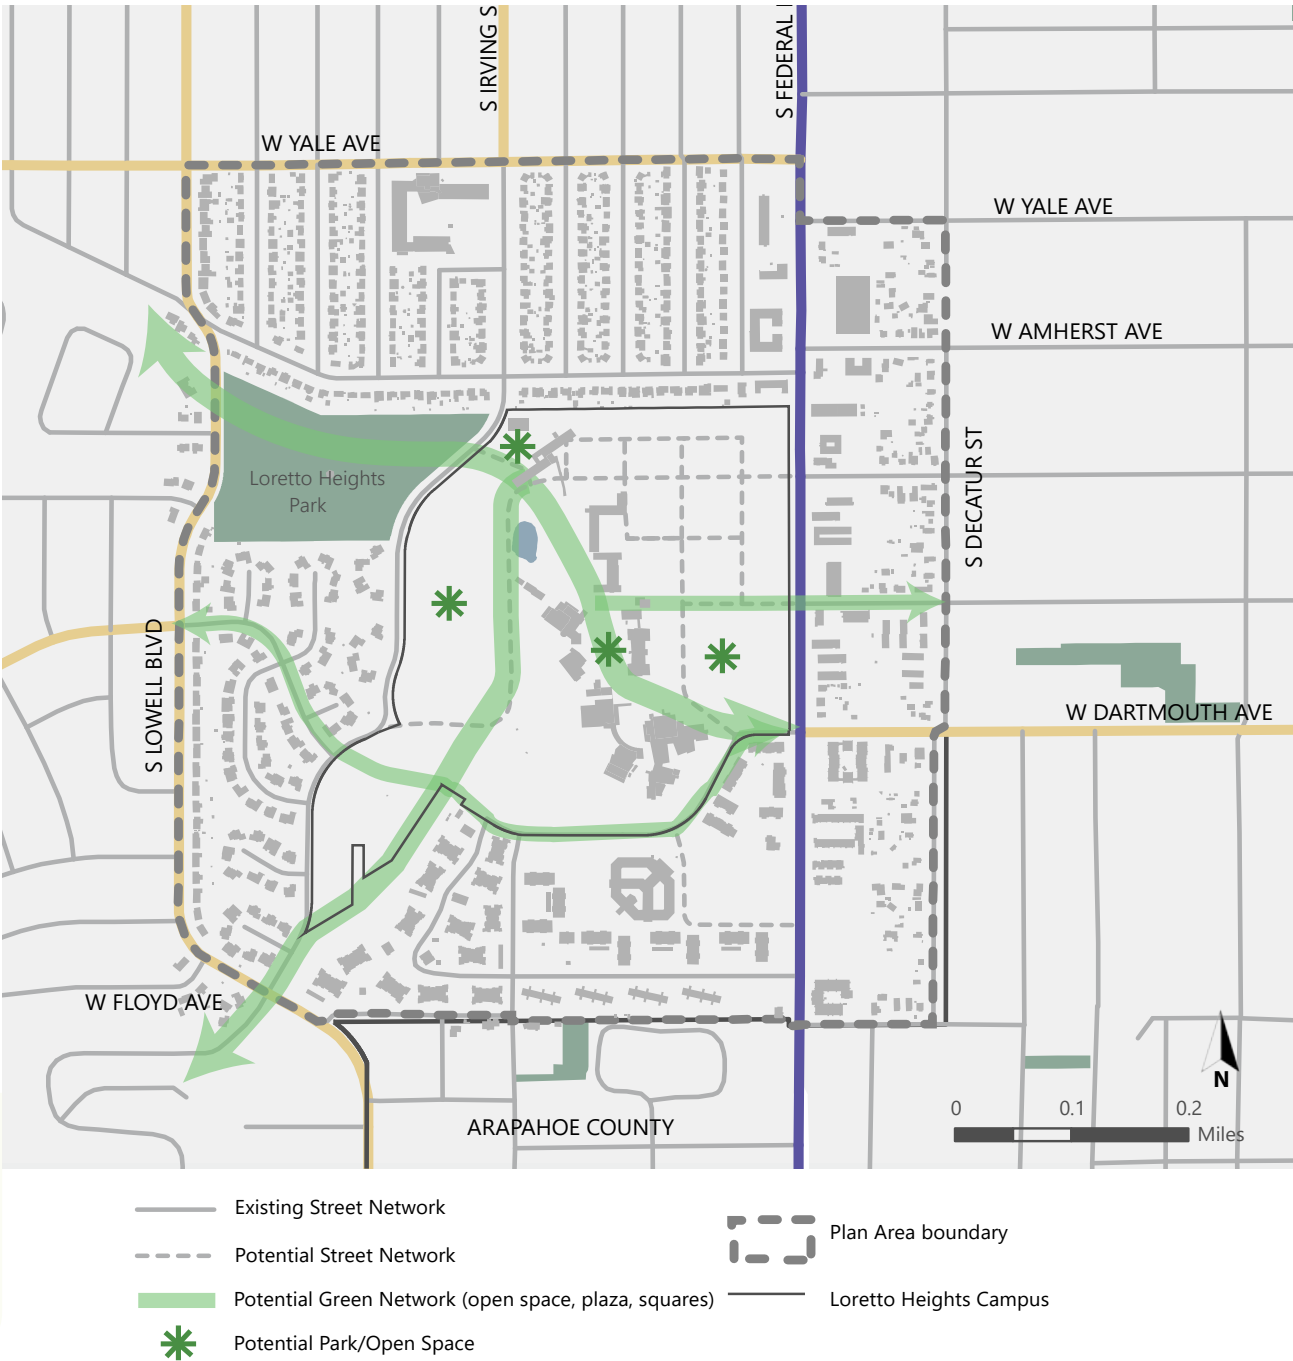 S IRVING S
S FEDERAL
W YALE AVE
W YALE AVE
W AMHERST AVE
Loretto Heights
Park
S DECATUR ST
S LOWELL BLVD
W DARTMOUTH AVE
W FLOYD AVE
N
ARAPAHOE COUNTY
0 0.1 0.2
Miles
Existing Street Network
Potential Street Network
Potential Green Network (open space, plaza, squares)
Potential Park/Open Space
Plan Area boundary
Loretto Heights Campus